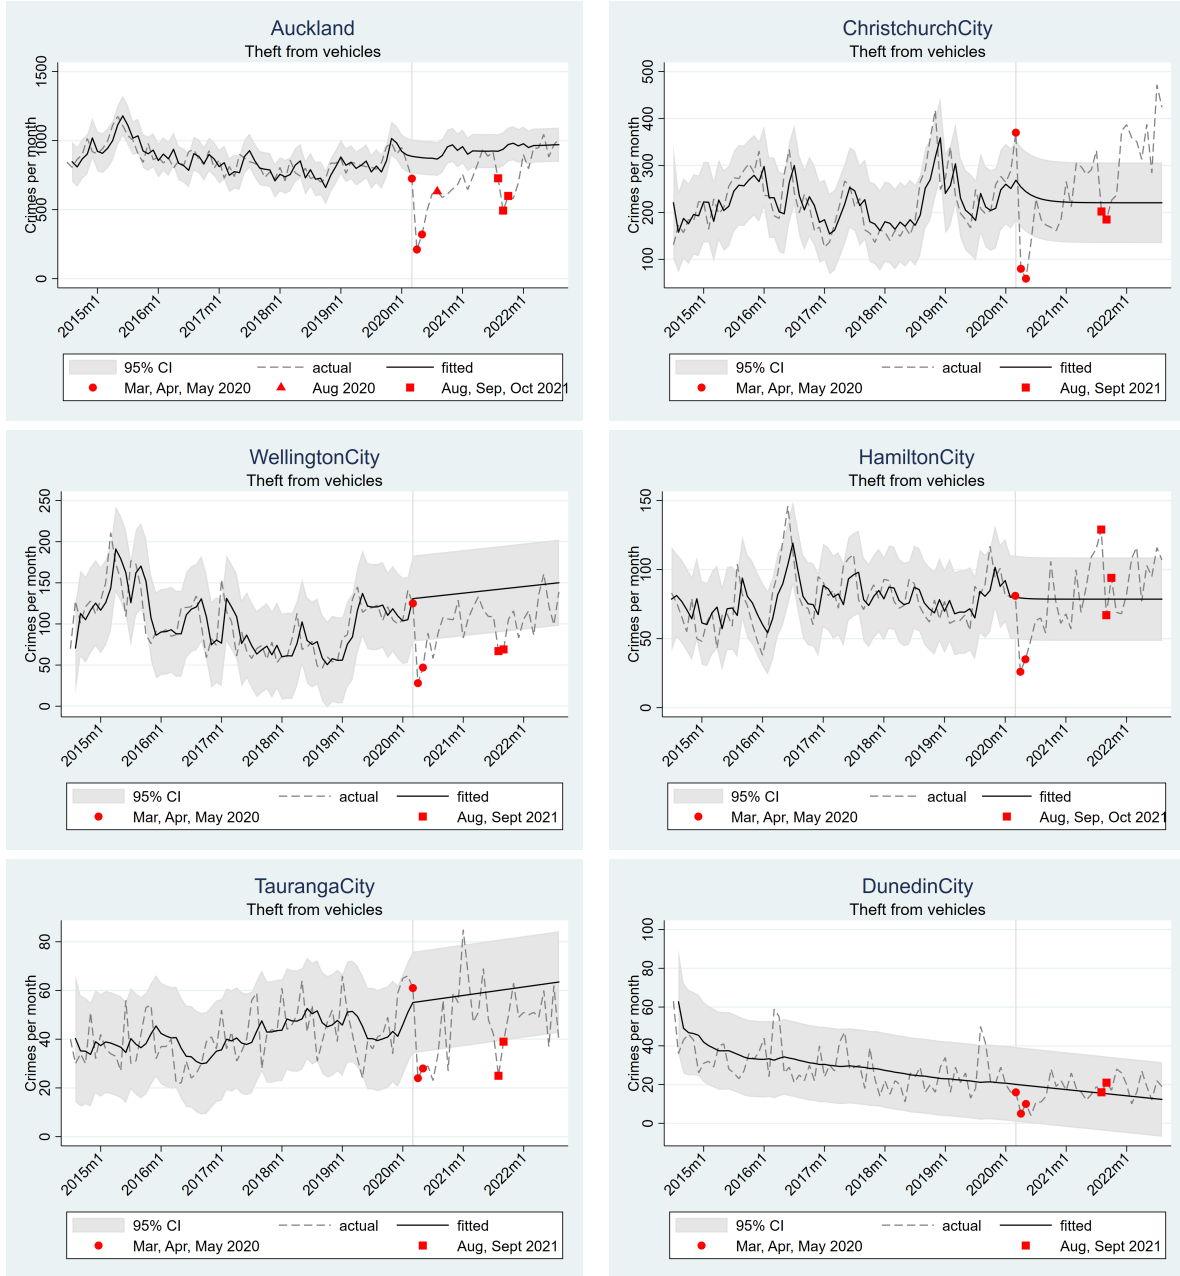 Auckland
Theft from vehicles
Crimes per month
1500
1000
500
0
2015m1 2016m1 2017m1 2018m1 2019m1 2020m1 2021m1 2022m1
95% CI actual fitted
Mar, Apr, May 2020 Aug 2020 Aug, Sep, Oct 2021
ChristchurchCity
Theft from vehicles
Crimes per month
500
400
300
200
100
2015m1 2016m1 2017m1 2018m1 2019m1 2020m1 2021m1 2022m1
95% CI actual fitted
Mar, Apr, May 2020 Aug, Sept 2021
WellingtonCity
Theft from vehicles
Crimes per month
250
200
150
100
50
0
2015m1 2016m1 2017m1 2018m1 2019m1 2020m1 2021m1 2022m1
95% CI actual fitted
Mar, Apr, May 2020 Aug, Sept 2021
HamiltonCity
Theft from vehicles
Crimes per month
150
100
50
0
2015m1 2016m1 2017m1 2018m1 2019m1 2020m1 2021m1 2022m1
95% CI actual fitted
Mar, Apr, May 2020 Aug, Sep, Oct 2021
TaurangaCity
Theft from vehicles
Crimes per month
80
60
40
20
0
2015m1 2016m1 2017m1 2018m1 2019m1 2020m1 2021m1 2022m1
95% CI actual fitted
Mar, Apr, May 2020 Aug, Sept 2021
DunedinCity
Theft from vehicles
Crimes per month
100
80
60
40
20
0
2015m1 2016m1 2017m1 2018m1 2019m1 2020m1 2021m1 2022m1
95% CI actual fitted
Mar, Apr, May 2020 Aug, Sept 2021